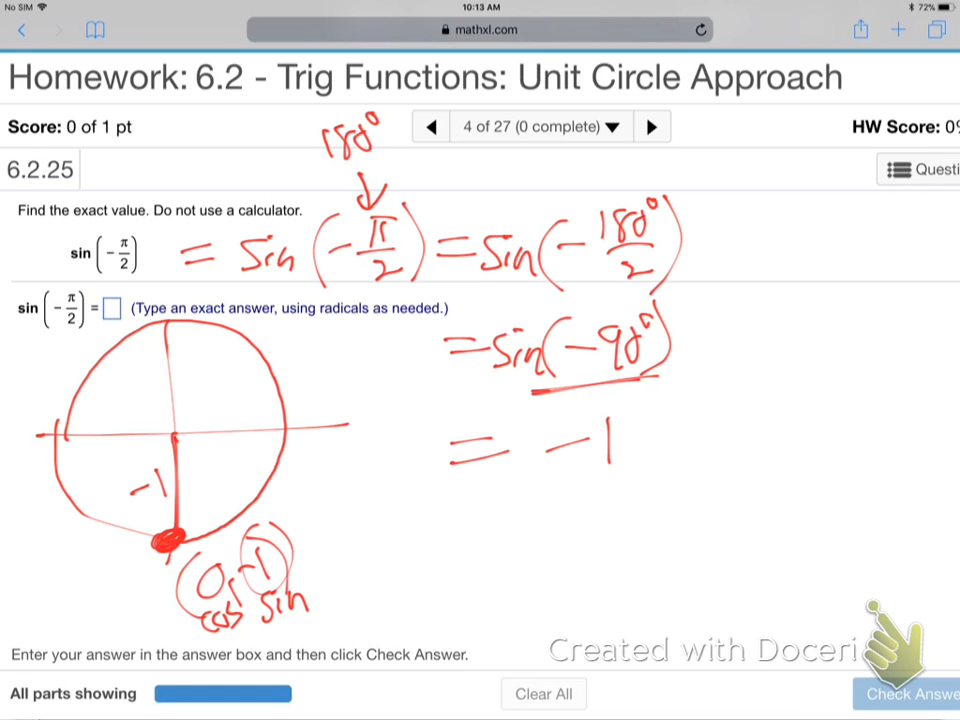 No SIM 10:13 AM 72%
mathxl.com
Homework: 6.2 - Trig Functions: Unit Circle Approach
Score: 0 of 1 pt 4 of 27 (0 complete) HW Score: 0%
180°
6.2.25 Questi
Find the exact value. Do not use a calculator.
sin (-π/2) = sin (-π/2) = sin (-180°/2)
sin (-π/2) = (Type an exact answer, using radicals as needed.)
= sin (-90°)
= -1
-1
(0, -1)
cos sin
Enter your answer in the answer box and then click Check Answer.
Created with Doceri
All parts showing Clear All Check Answe